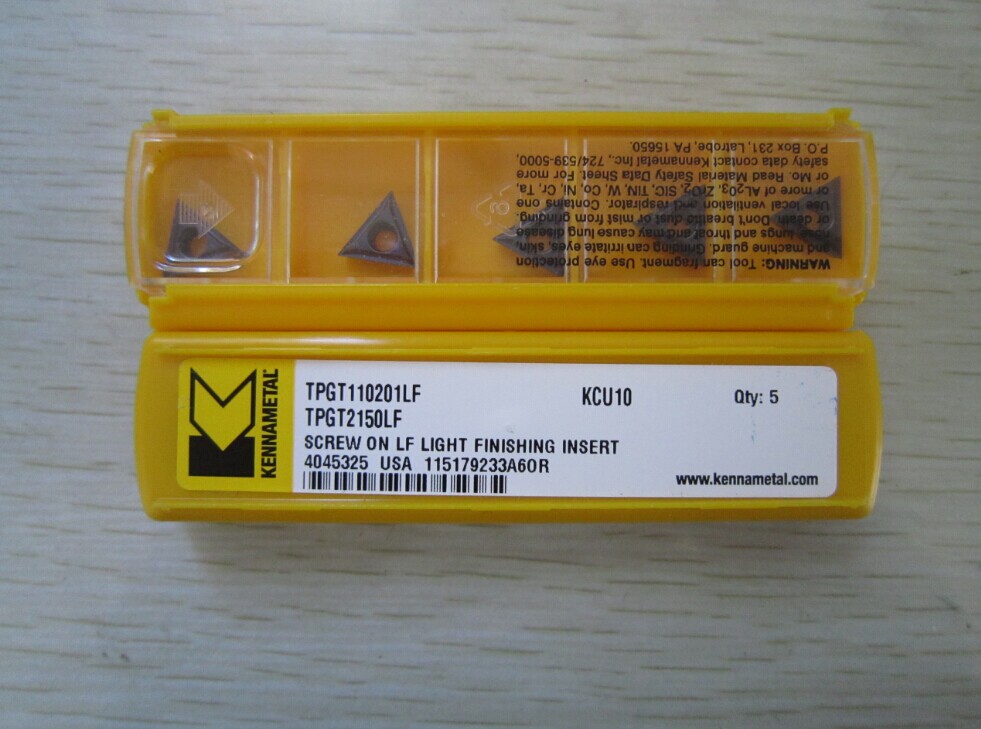 WARNING: Tool can fragment. Use eye protection
and machine guard. Grinding can irritate eyes, skin,
nose, lungs and throat and may cause lung disease
or death. Don't breathe dust or mist from grinding.
Use local ventilation and respirator. Contains one
or more of AL2O3, ZrO2, SiC, TiN, W, Co, Ni, Cr, Ta,
or Mo. Read Material Safety Data Sheet. For more
safety data contact Kennametal Inc., 724/539-5000,
P.O. Box 231, Latrobe, PA 15650.
KENNAMETAL
TPGT110201LF KCU10 Qty: 5
TPGT2150LF
SCREW ON LF LIGHT FINISHING INSERT
4045325 USA 115179233A60R
www.kennametal.com